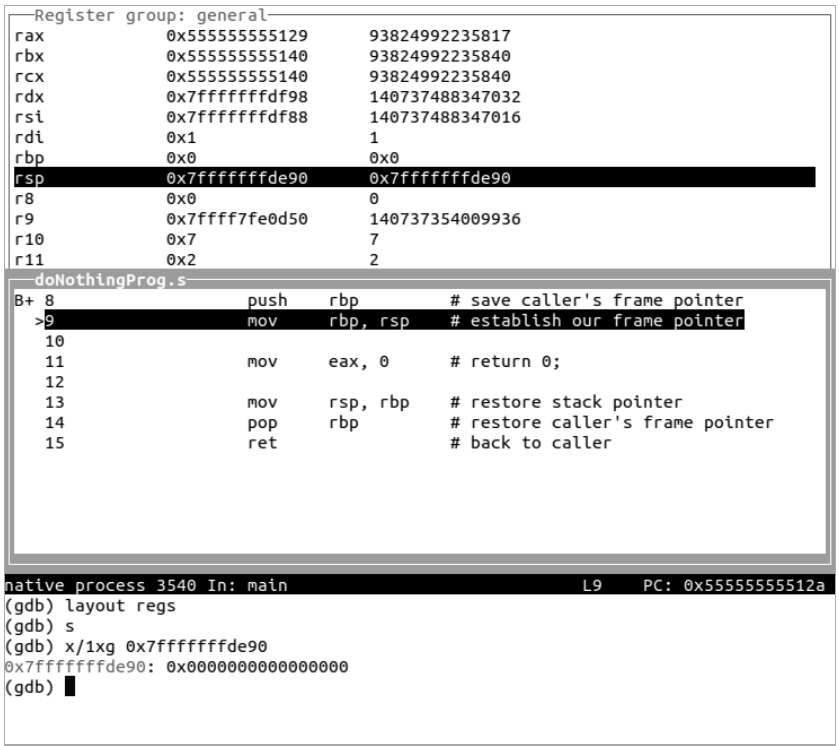 Register group: general
rax 0x555555555129 93824992235817
rbx 0x555555555140 93824992235840
rcx 0x555555555140 93824992235840
rdx 0x7fffffffdf98 140737488347032
rsi 0x7fffffffdf88 140737488347016
rdi 0x1 1
rbp 0x0 0x0
rsp 0x7fffffffde90 0x7fffffffde90
r8 0x0 0
r9 0x7ffff7fe0d50 140737354009936
r10 0x7 7
r11 0x2 2
doNothingProg.s
B+ 8 push rbp # save caller's frame pointer
>9 mov rbp, rsp # establish our frame pointer
10
11 mov eax, 0 # return 0;
12
13 mov rsp, rbp # restore stack pointer
14 pop rbp # restore caller's frame pointer
15 ret # back to caller
native process 3540 In: main L9 PC: 0x55555555512a
(gdb) layout regs
(gdb) s
(gdb) x/1xg 0x7fffffffde90
0x7fffffffde90: 0x0000000000000000
(gdb)